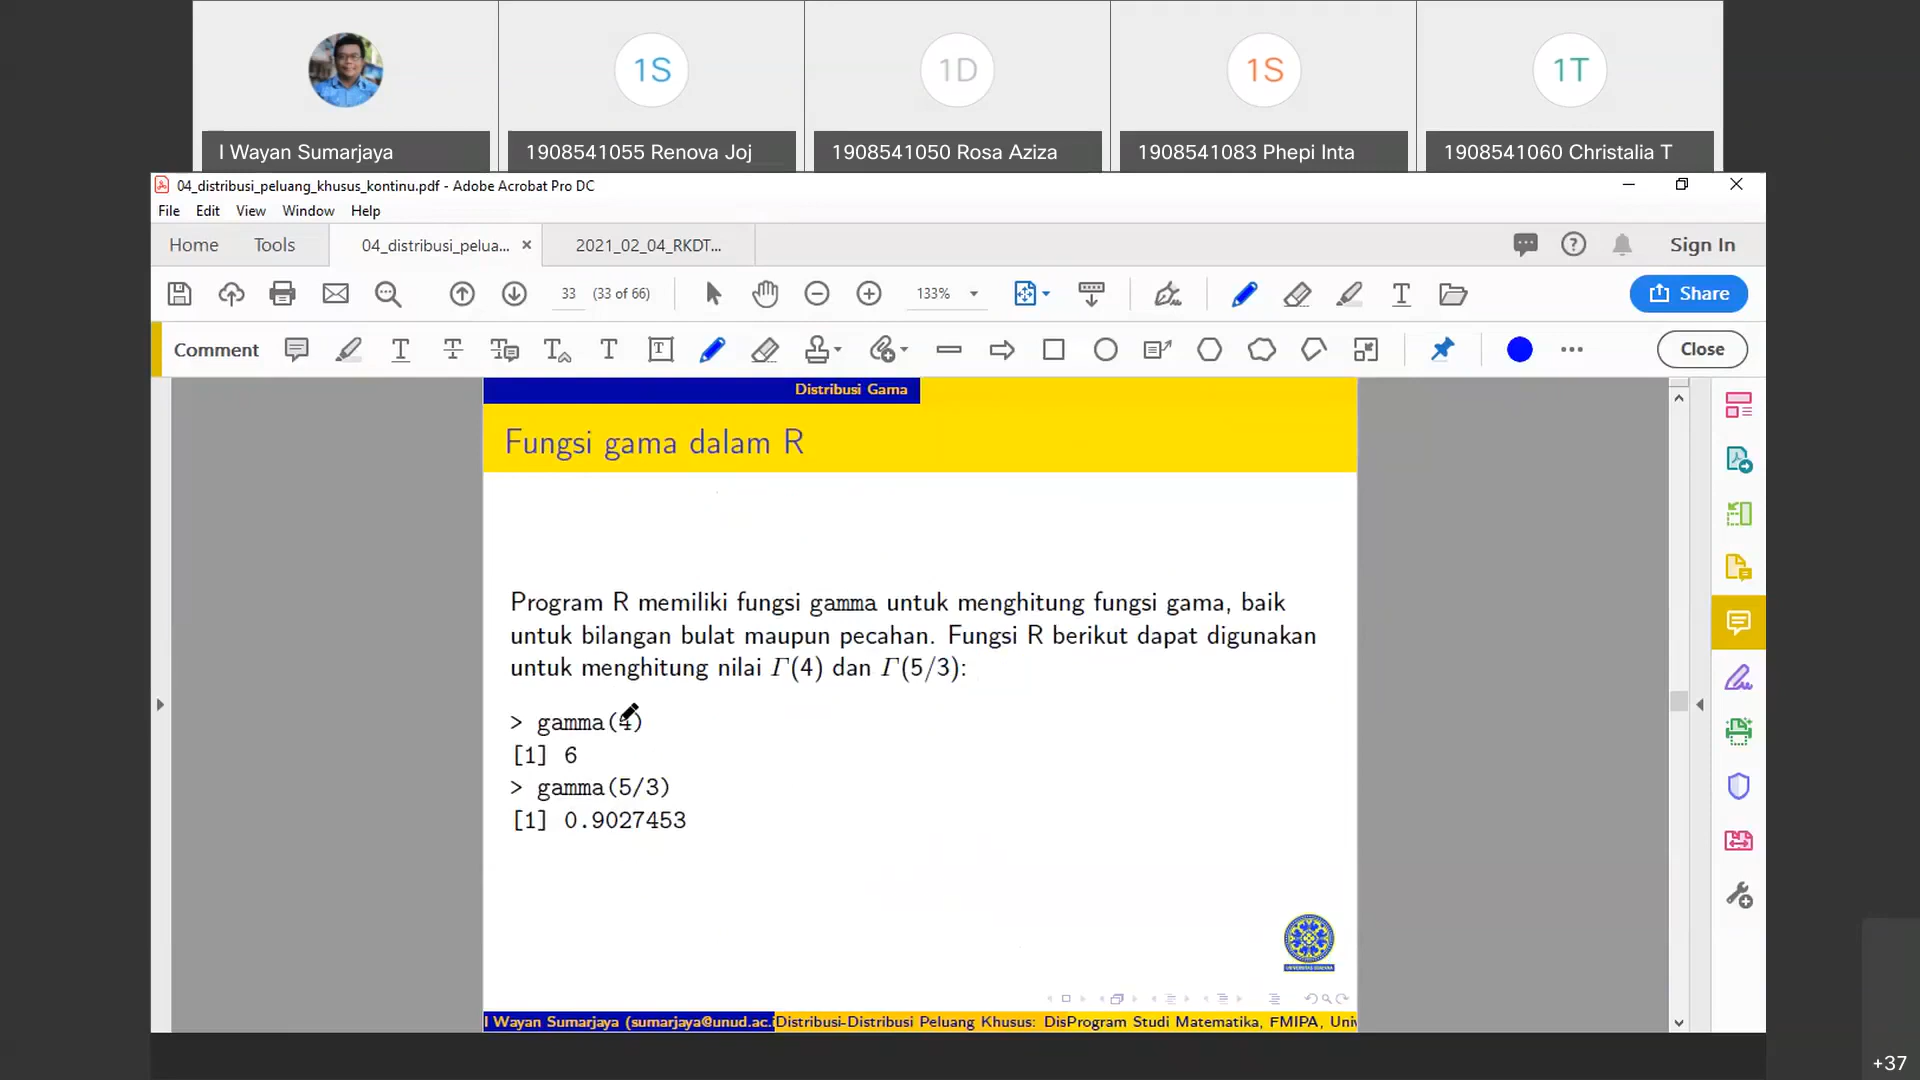 1S
1D
1S
1T
I Wayan Sumarjaya
1908541055 Renova Joj
1908541050 Rosa Aziza
1908541083 Phepi Inta
1908541060 Christalia T
04_distribusi_peluang_khusus_kontinu.pdf - Adobe Acrobat Pro DC
File Edit View Window Help
Home Tools 04_distribusi_pelua... 2021_02_04_RKDT... Sign In
33 (33 of 66) 133% Share
Comment Close
Distribusi Gama
Fungsi gama dalam R
Program R memiliki fungsi gamma untuk menghitung fungsi gama, baik
untuk bilangan bulat maupun pecahan. Fungsi R berikut dapat digunakan
untuk menghitung nilai Γ(4) dan Γ(5/3):
> gamma(4)
[1] 6
> gamma(5/3)
[1] 0.9027453
UNIVERSITAS UDAYANA
I Wayan Sumarjaya (sumarjaya@unud.ac.i Distribusi-Distribusi Peluang Khusus: Dis Program Studi Matematika, FMIPA, Univ
+37